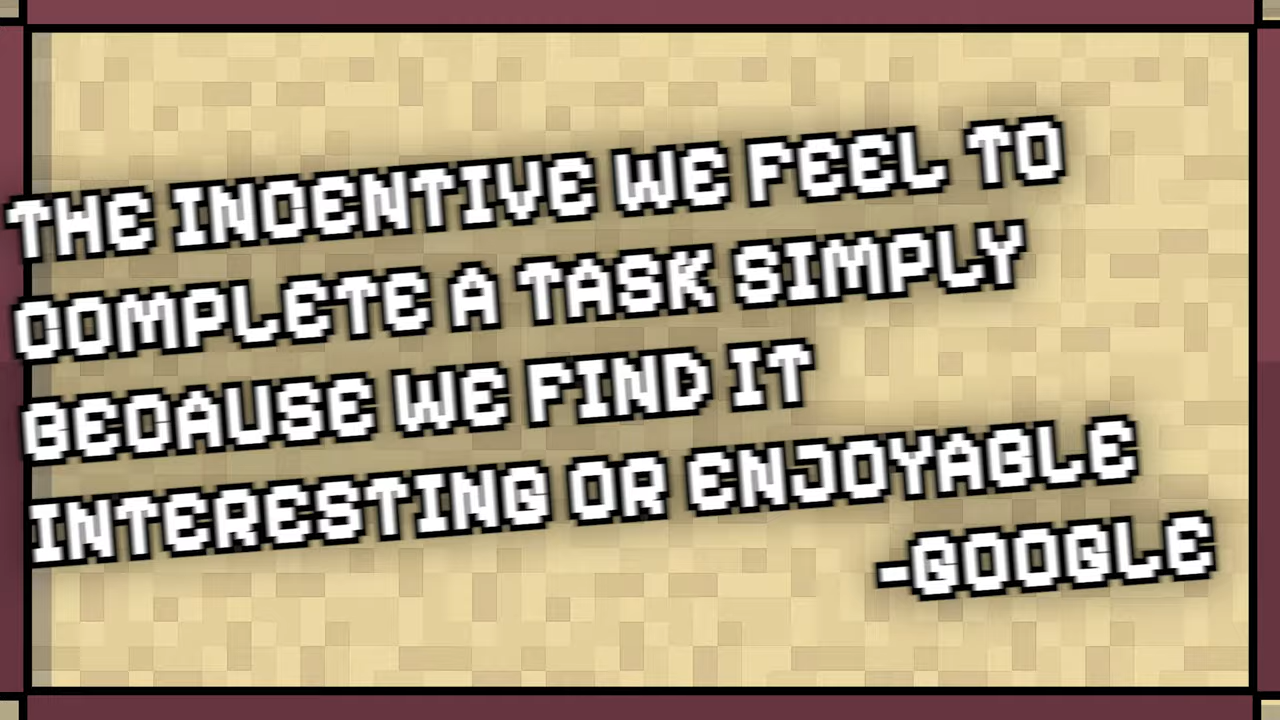 THE INCENTIVE WE FEEL TO
COMPLETE A TASK SIMPLY
BECAUSE WE FIND IT
INTERESTING OR ENJOYABLE
-GOOGLE